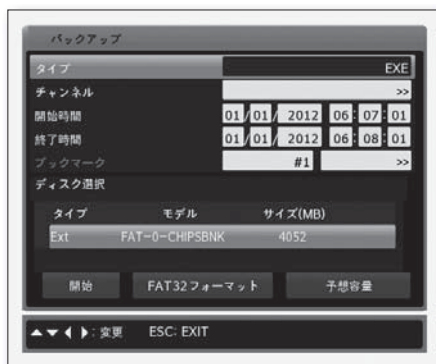 バックアップ
タイプ EXE
チャンネル >>
開始時間 01/01/2012 06:07:01
終了時間 01/01/2012 06:08:01
ブックマーク #1 >>
ディスク選択
タイプ モデル サイズ(MB)
Ext FAT-0-CHIPSBNK 4052
開始 FAT32フォーマット 予想容量
▲▼◀▶:変更 ESC: EXIT